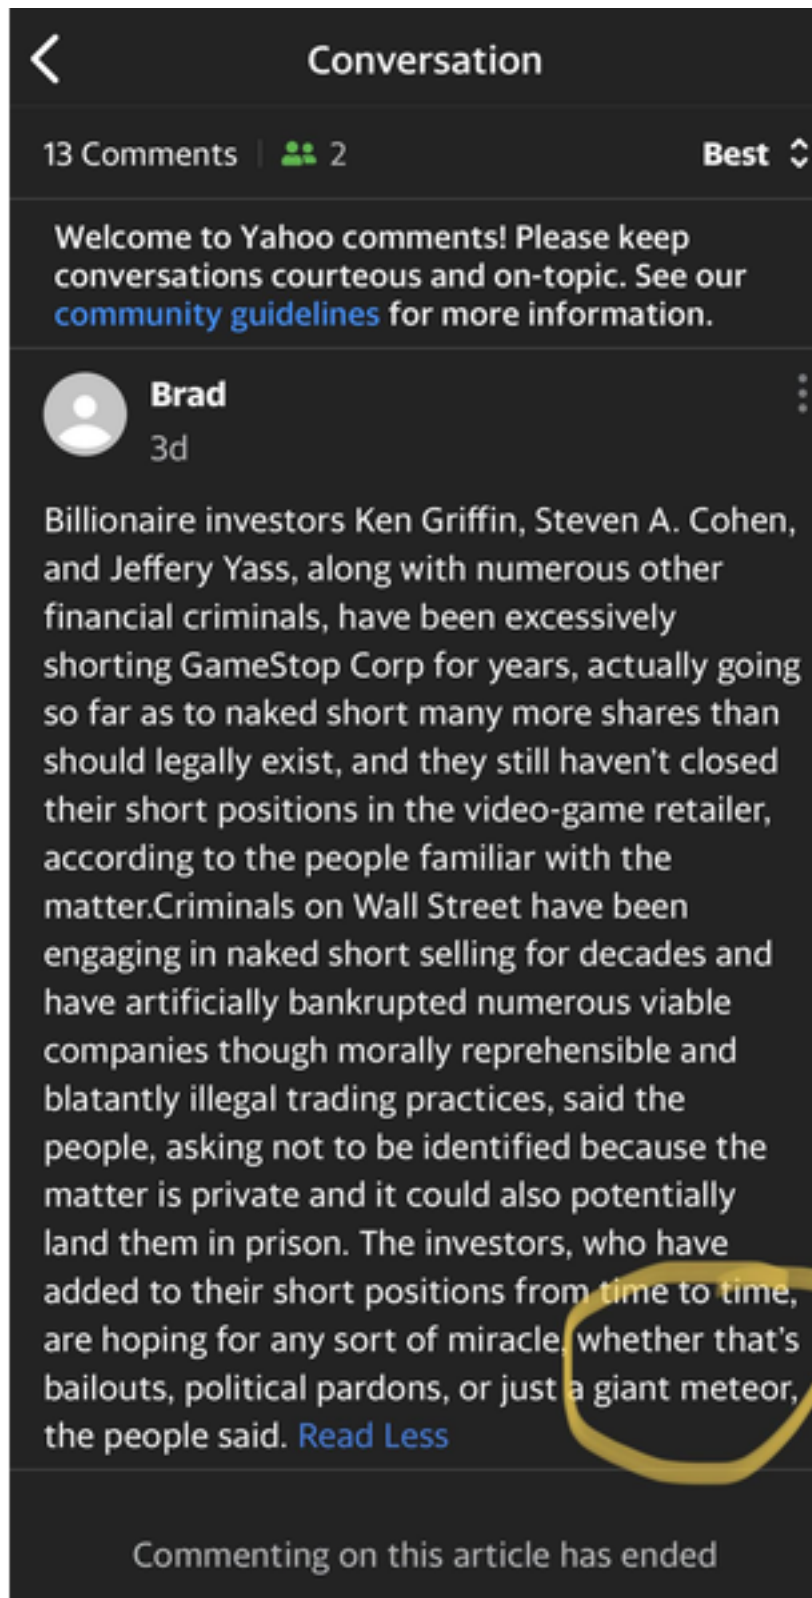 Conversation
13 Comments 2 Best
Welcome to Yahoo comments! Please keep
conversations courteous and on-topic. See our
community guidelines for more information.
Brad
3d
Billionaire investors Ken Griffin, Steven A. Cohen,
and Jeffery Yass, along with numerous other
financial criminals, have been excessively
shorting GameStop Corp for years, actually going
so far as to naked short many more shares than
should legally exist, and they still haven't closed
their short positions in the video-game retailer,
according to the people familiar with the
matter.Criminals on Wall Street have been
engaging in naked short selling for decades and
have artificially bankrupted numerous viable
companies though morally reprehensible and
blatantly illegal trading practices, said the
people, asking not to be identified because the
matter is private and it could also potentially
land them in prison. The investors, who have
added to their short positions from time to time,
are hoping for any sort of miracle, whether that's
bailouts, political pardons, or just a giant meteor,
the people said. Read Less
Commenting on this article has ended